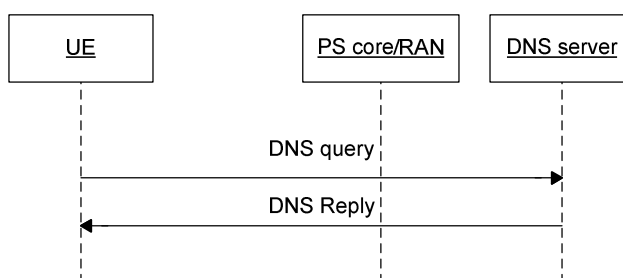 UE
PS core/RAN
DNS server
DNS query
DNS Reply